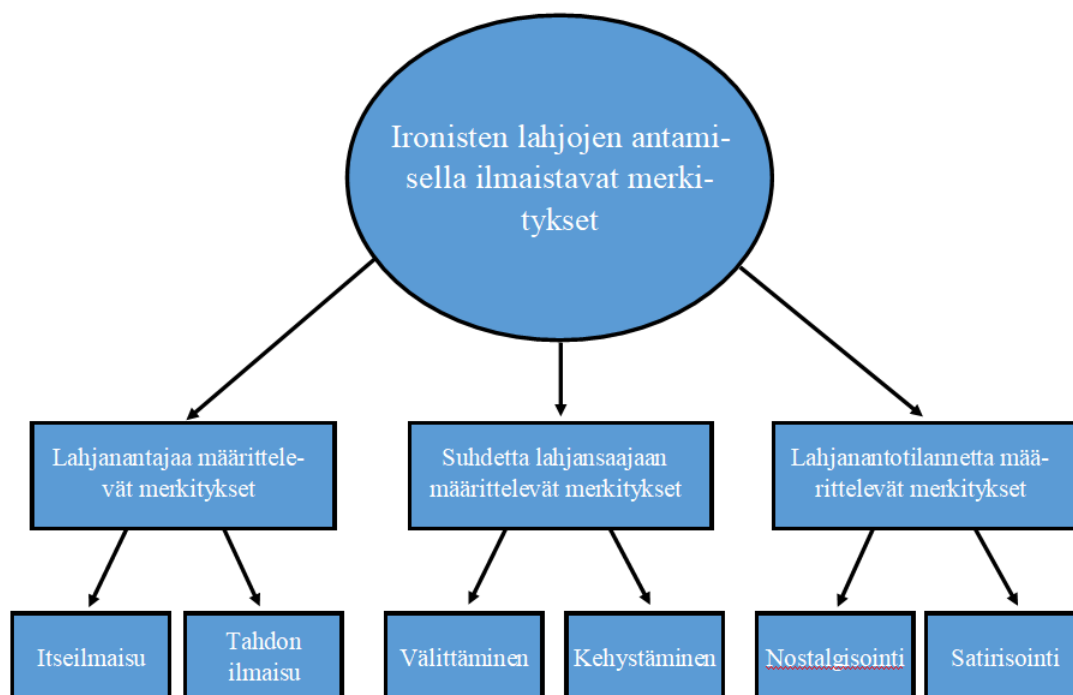 Ironisten lahjojen antami-
sella ilmaistavat merki-
tykset
Lahjanantajaa määrittele-
vät merkitykset
Suhdetta lahjansaajaan
määrittelevät merkitykset
Lahjanantotilannetta mää-
rittelevät merkitykset
Itseilmaisu
Tahdon
ilmaisu
Välittäminen
Kehystäminen
Nostalgisointi
Satirisointi